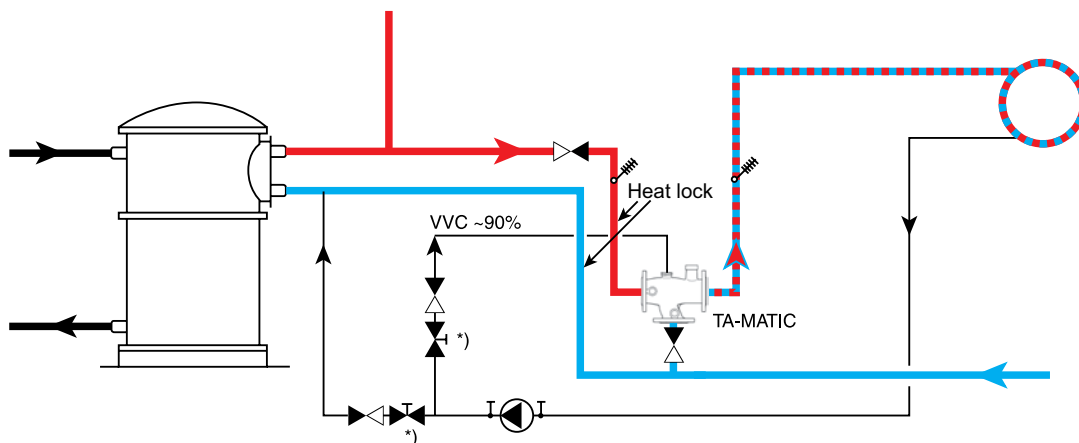 Heat lock
VVC ~90%
TA-MATIC
*)
*)